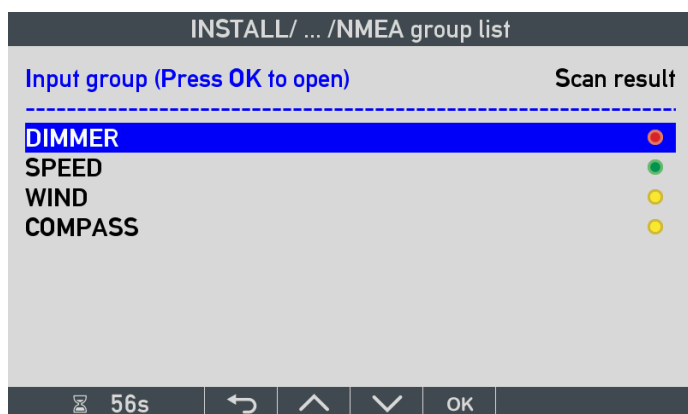 INSTALL/ ... /NMEA group list
Input group (Press OK to open) Scan result
DIMMER
SPEED
WIND
COMPASS
56s OK